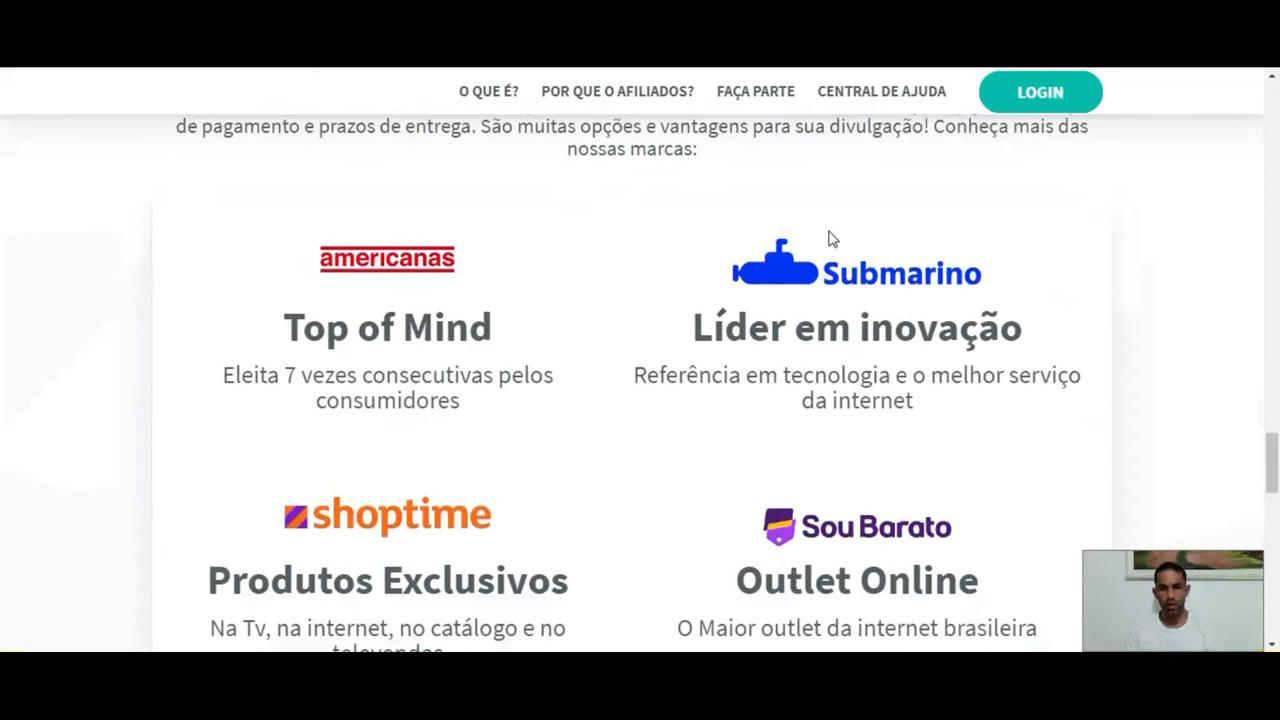 O QUE É? POR QUE O AFILIADOS? FAÇA PARTE CENTRAL DE AJUDA LOGIN
de pagamento e prazos de entrega. São muitas opções e vantagens para sua divulgação! Conheça mais das
nossas marcas:
americanas
Submarino
Top of Mind
Líder em inovação
Eleita 7 vezes consecutivas pelos
consumidores
Referência em tecnologia e o melhor serviço
da internet
shoptime
Sou Barato
Produtos Exclusivos
Outlet Online
Na Tv, na internet, no catálogo e no
televendas
O Maior outlet da internet brasileira